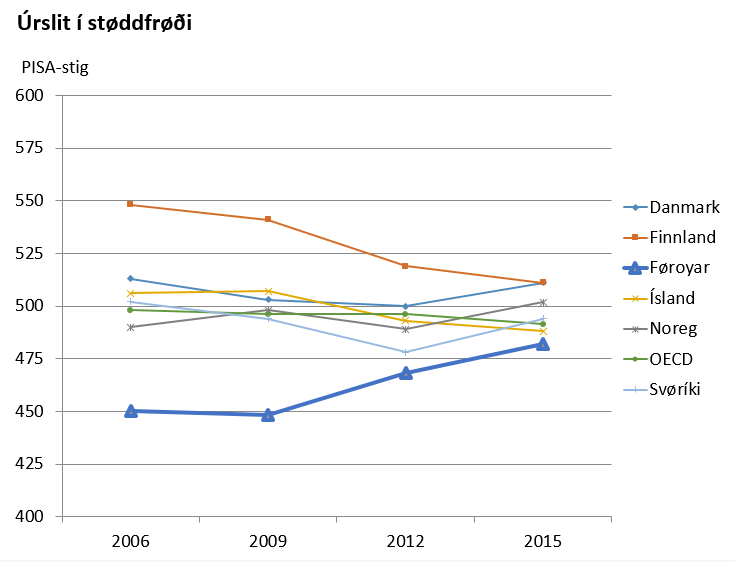 Úrslit í støddfrøði
PISA-stig
600
575
550
525
500
475
450
425
400
2006 2009 2012 2015
Danmark
Finnland
Føroyar
Ísland
Noreg
OECD
Svøríki